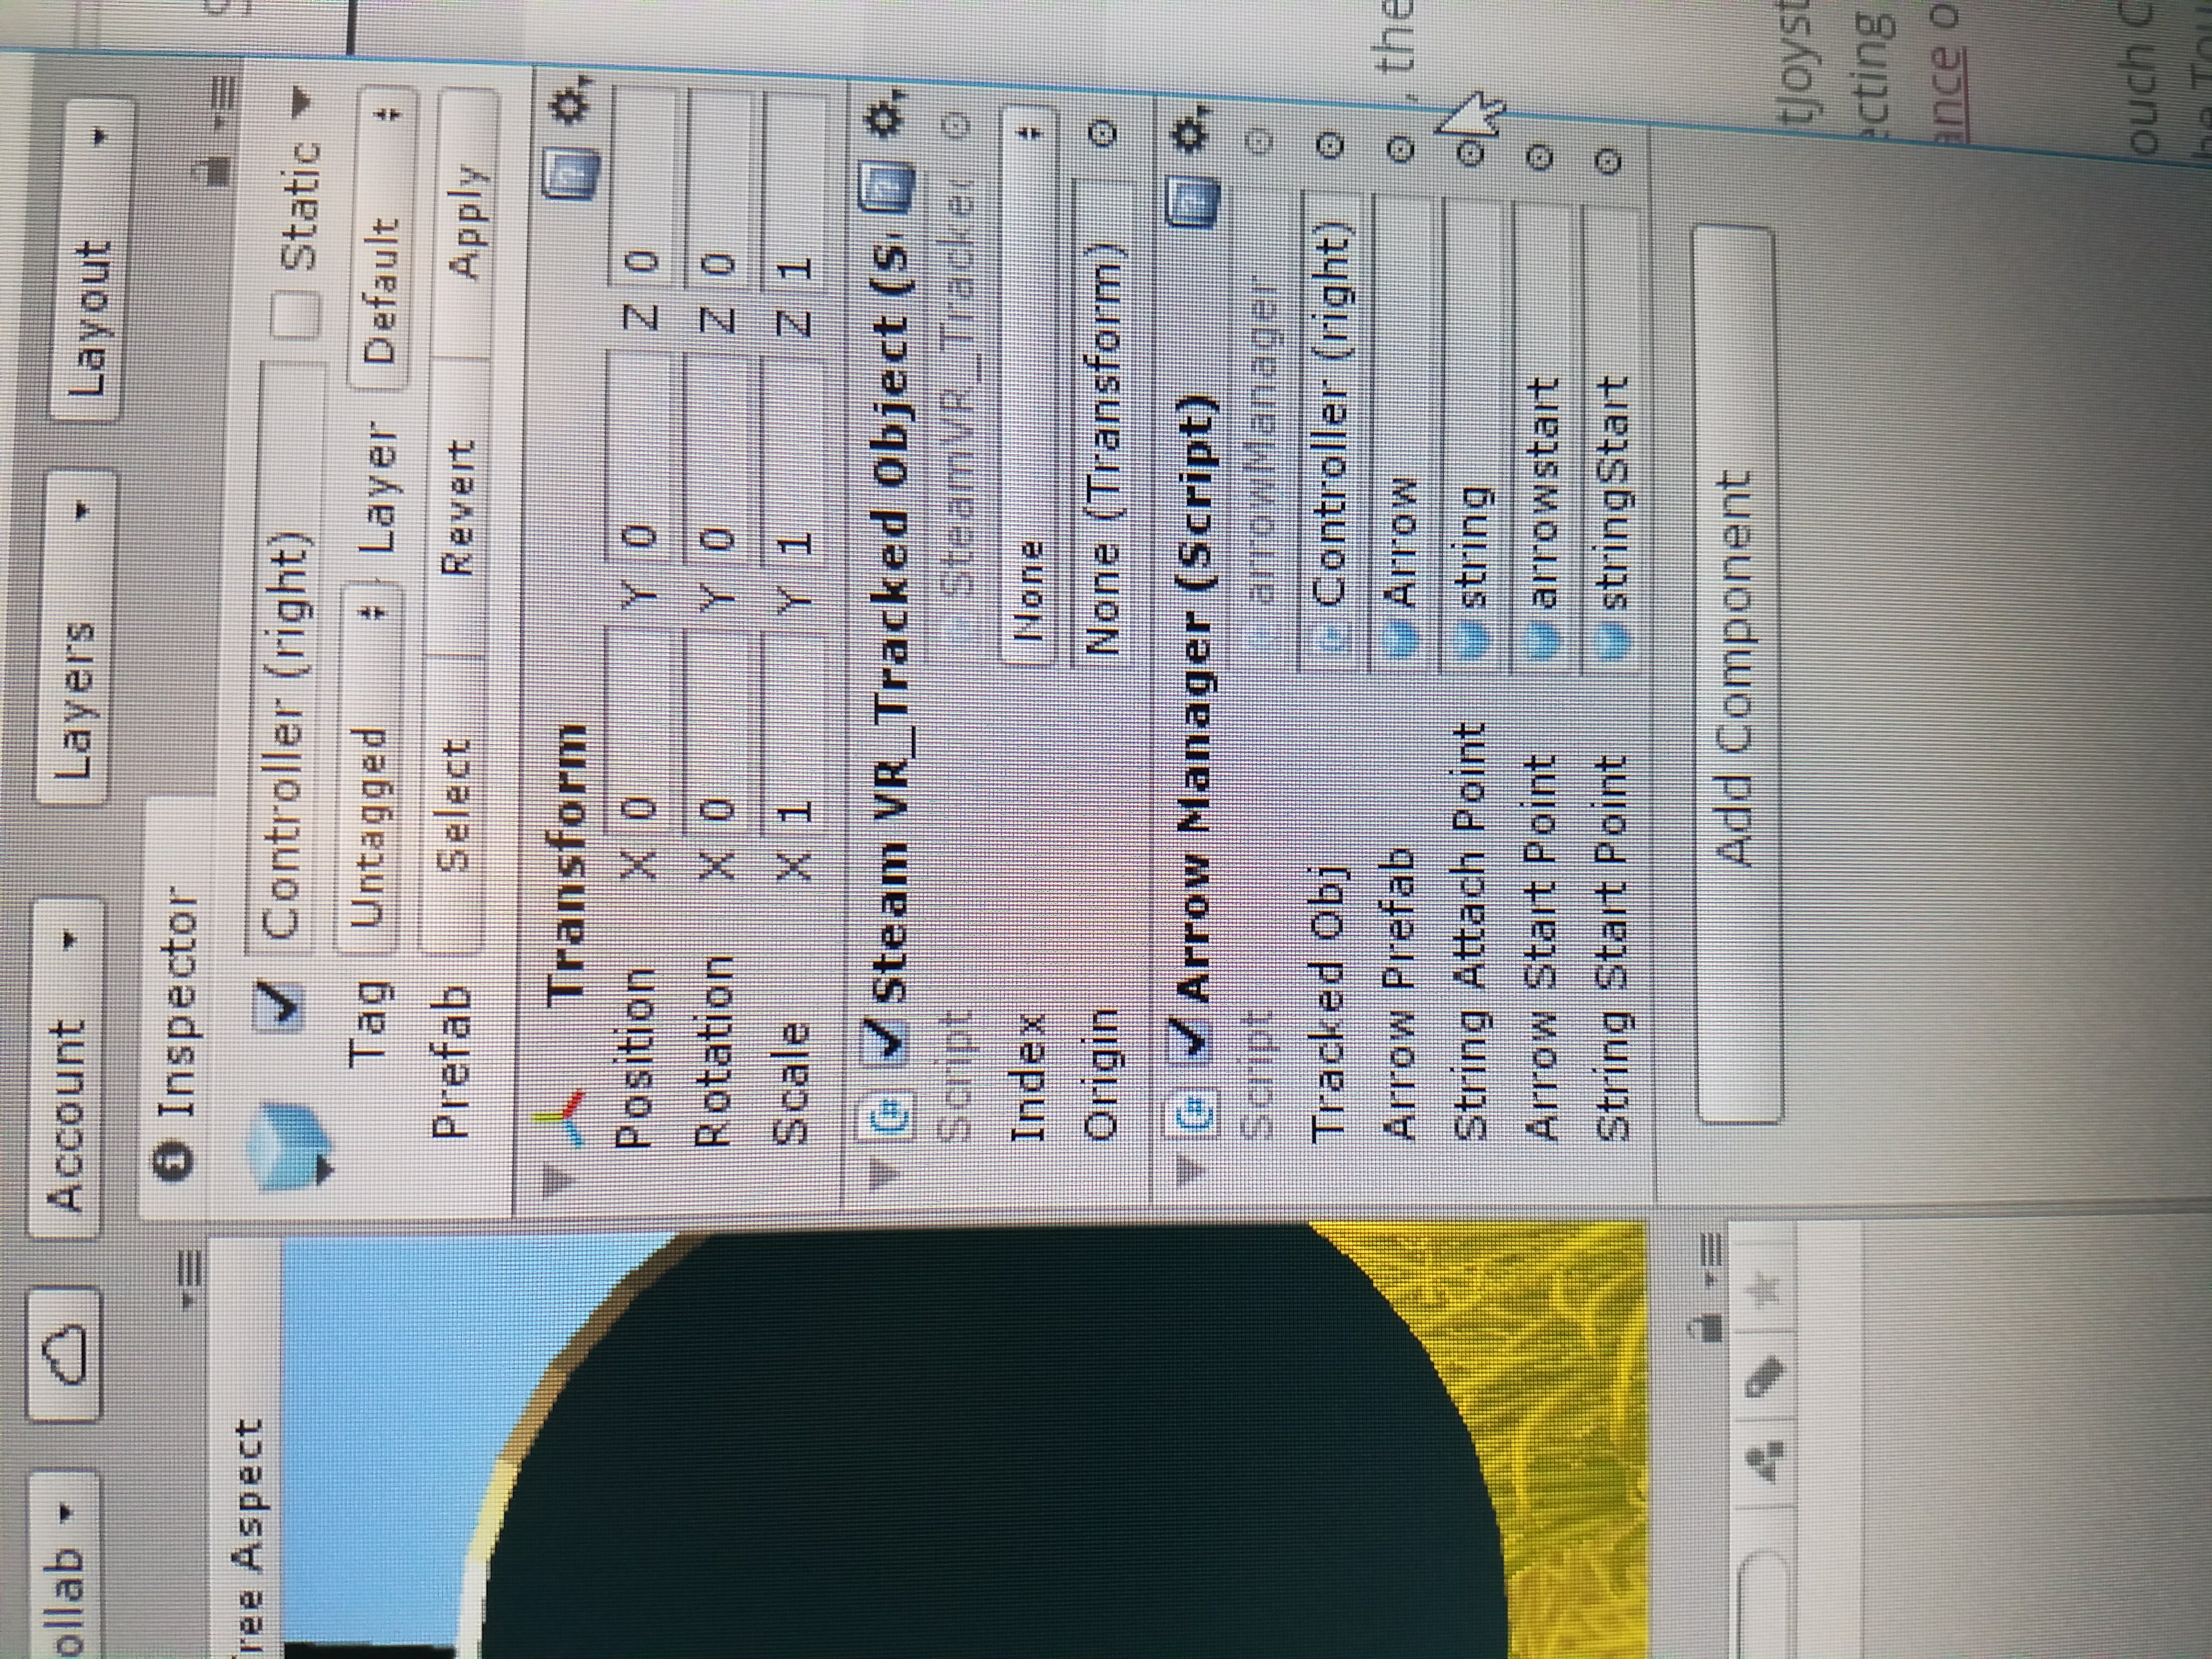 ollab Account Layers Layout
Inspector
ree Aspect
Controller (right) Static
Tag Untagged Layer Default
Prefab Select Revert Apply
Transform
Position X 0 Y 0 Z 0
Rotation X 0 Y 0 Z 0
Scale X 1 Y 1 Z 1
C# Steam VR_Tracked Object (S
Script SteamVR_Tracked
Index None
Origin None (Transform)
C# Arrow Manager (Script)
Script arrowManager
Tracked Obj Controller (right)
Arrow Prefab Arrow
, the
String Attach Point string
Arrow Start Point arrowstart
String Start Point stringStart
Add Component
tJoyst
ecting
ance o
ouch C
he Tou